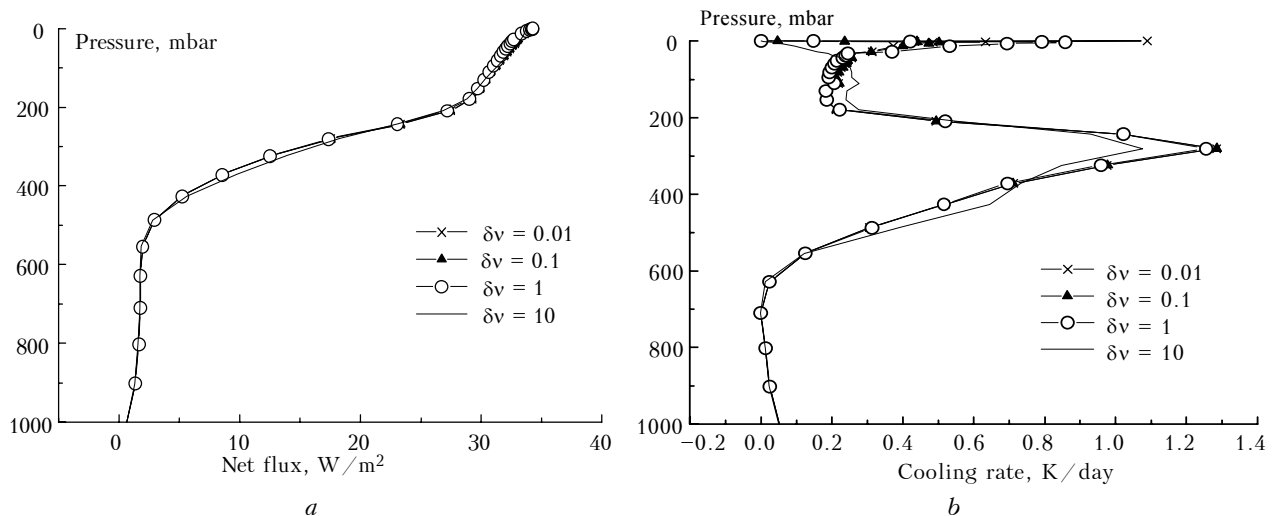 Pressure, mbar
0
200
400
600
800
1000
0
10
20
30
40
Net flux, W/m²
δν = 0.01
δν = 0.1
δν = 1
δν = 10
a
Pressure, mbar
0
200
400
600
800
1000
−0.2
0.0
0.2
0.4
0.6
0.8
1.0
1.2
1.4
Cooling rate, K/day
δν = 0.01
δν = 0.1
δν = 1
δν = 10
b